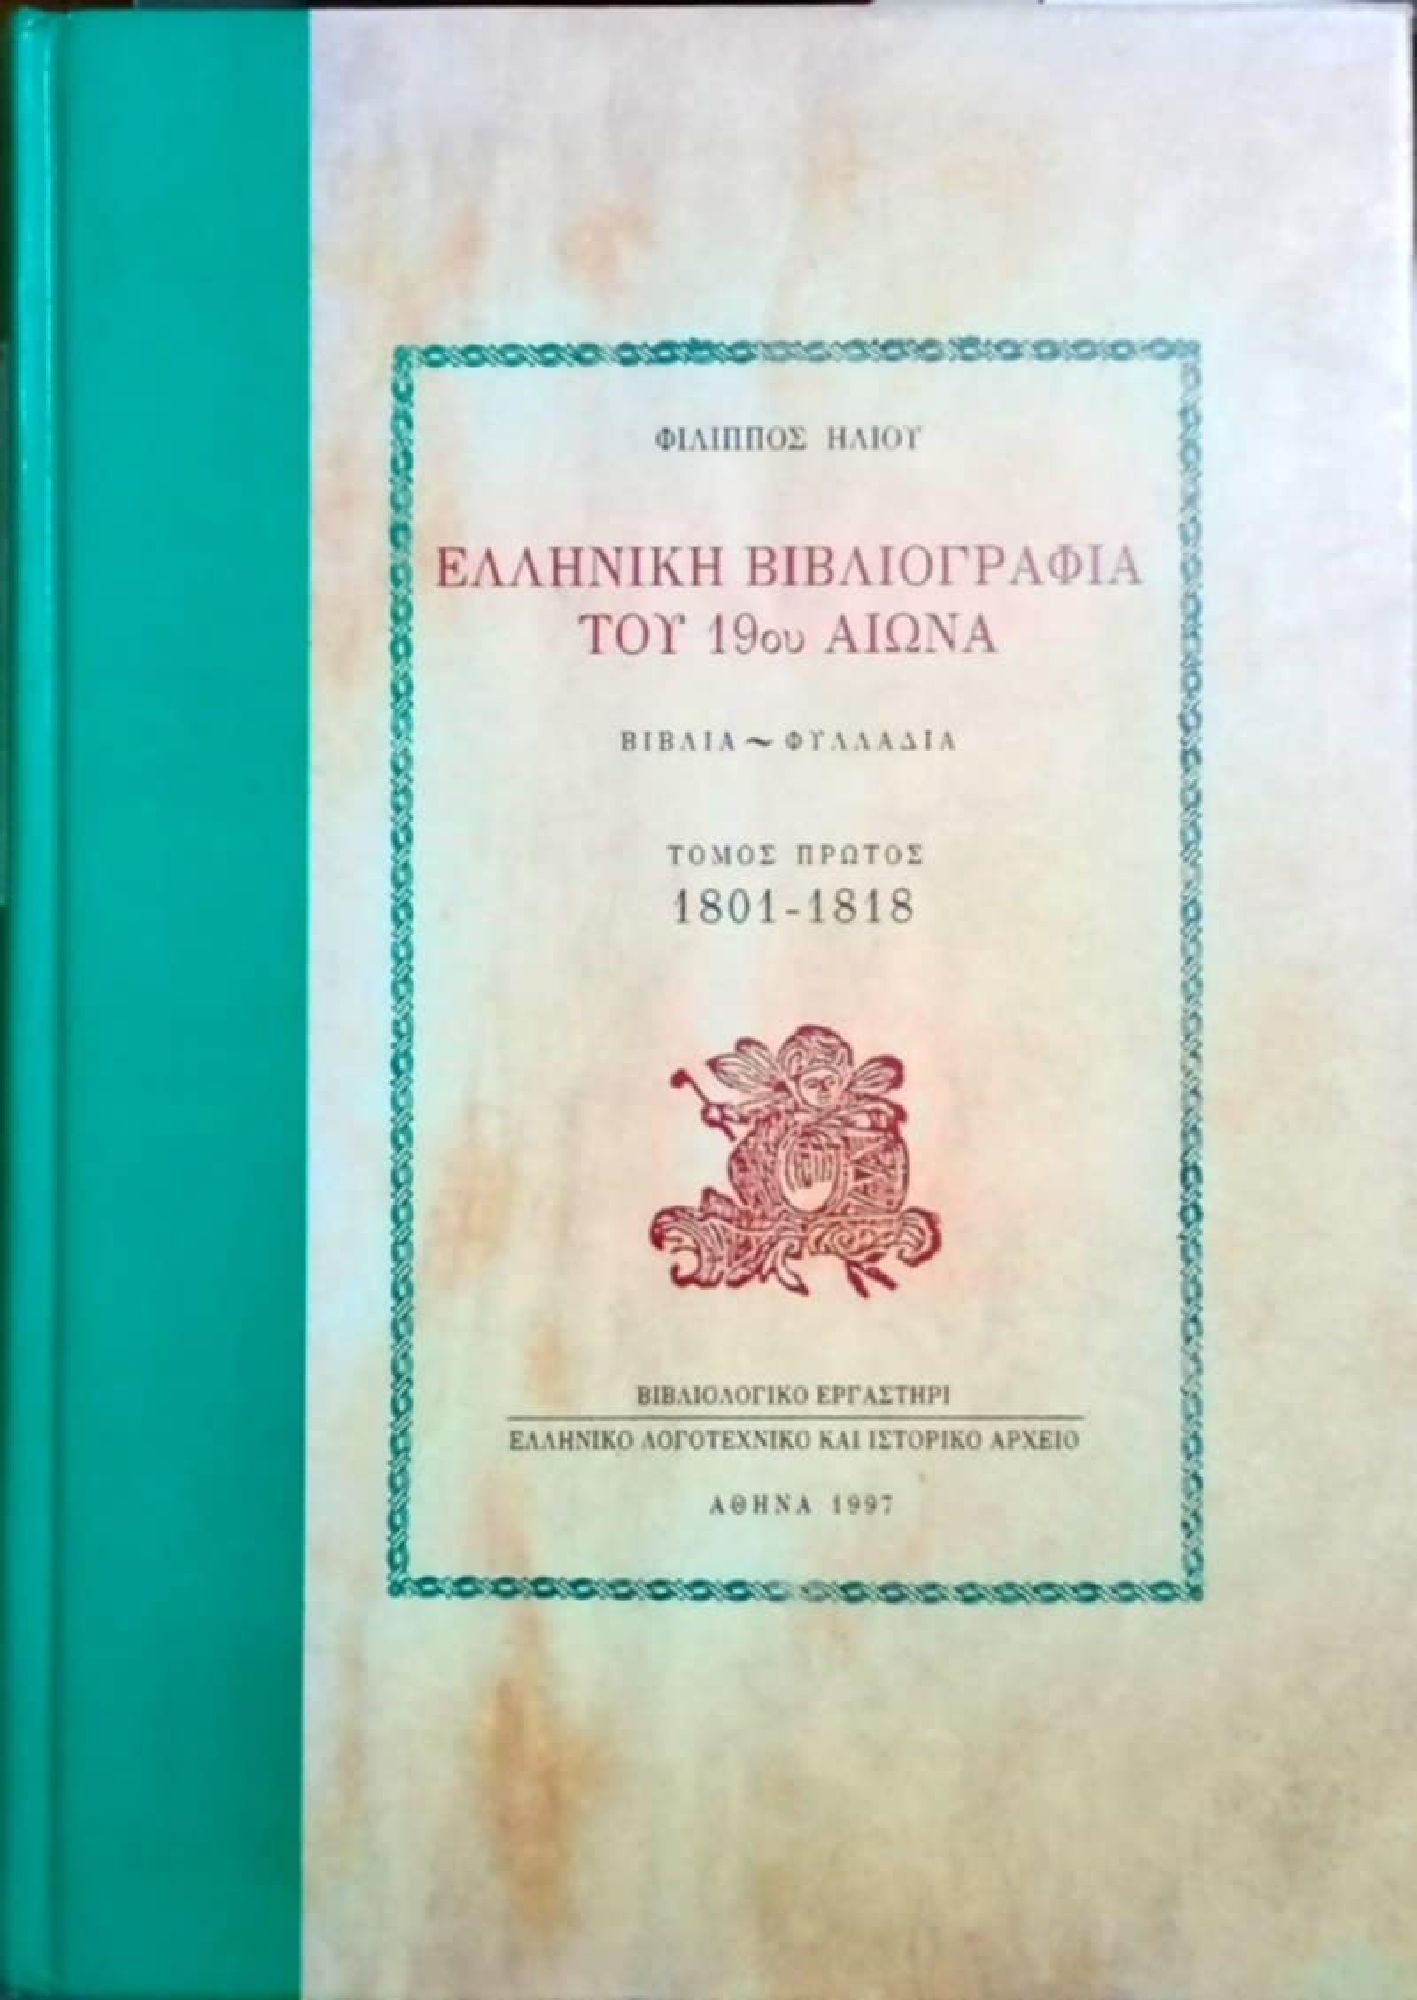 ΦΙΛΙΠΠΟΣ ΗΛΙΟΥ
ΕΛΛΗΝΙΚΗ ΒΙΒΛΙΟΓΡΑΦΙΑ
ΤΟΥ 19ου ΑΙΩΝΑ
ΒΙΒΛΙΑ ~ ΦΥΛΛΑΔΙΑ
ΤΟΜΟΣ ΠΡΩΤΟΣ
1801-1818
ΒΙΒΛΙΟΛΟΓΙΚΟ ΕΡΓΑΣΤΗΡΙ
ΕΛΛΗΝΙΚΟ ΛΟΓΟΤΕΧΝΙΚΟ ΚΑΙ ΙΣΤΟΡΙΚΟ ΑΡΧΕΙΟ
ΑΘΗΝΑ 1997